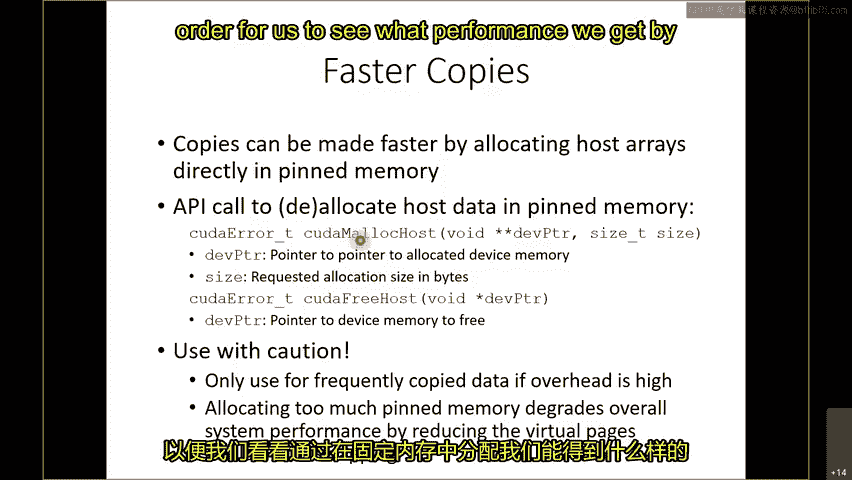 order for us to see what performance we get by
Faster Copies
• Copies can be made faster by allocating host arrays
directly in pinned memory
• API call to (de)allocate host data in pinned memory:
cudaError_t cudaMallocHost(void **devPtr, size_t size)
• devPtr: Pointer to pointer to allocated device memory
• size: Requested allocation size in bytes
cudaError_t cudaFreeHost(void *devPtr)
• devPtr: Pointer to device memory to free
• Use with caution!
• Only use for frequently copied data if overhead is high
• Allocating too much pinned memory degrades overall
system performance by reducing the virtual pages
以便我们看看通过在固定内存中分配我们能得到什么样的
+14